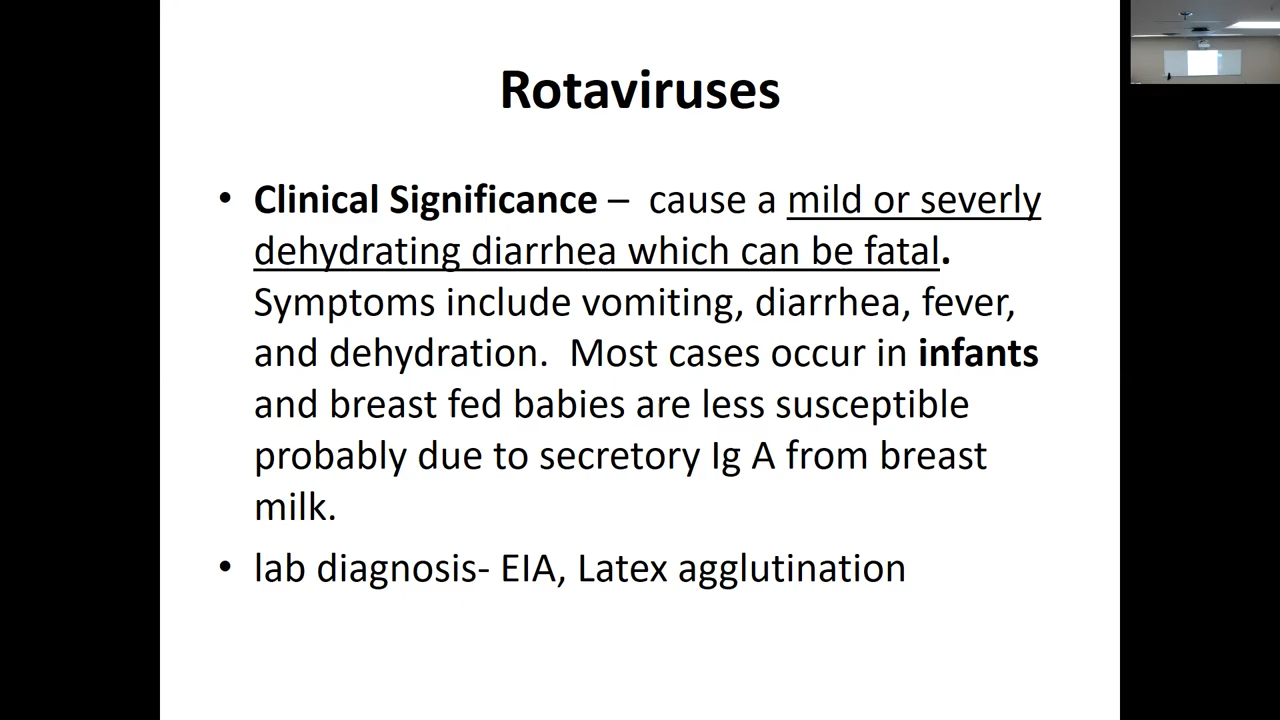 Rotaviruses
• Clinical Significance – cause a mild or severly
dehydrating diarrhea which can be fatal.
Symptoms include vomiting, diarrhea, fever,
and dehydration. Most cases occur in infants
and breast fed babies are less susceptible
probably due to secretory Ig A from breast
milk.
• lab diagnosis- EIA, Latex agglutination